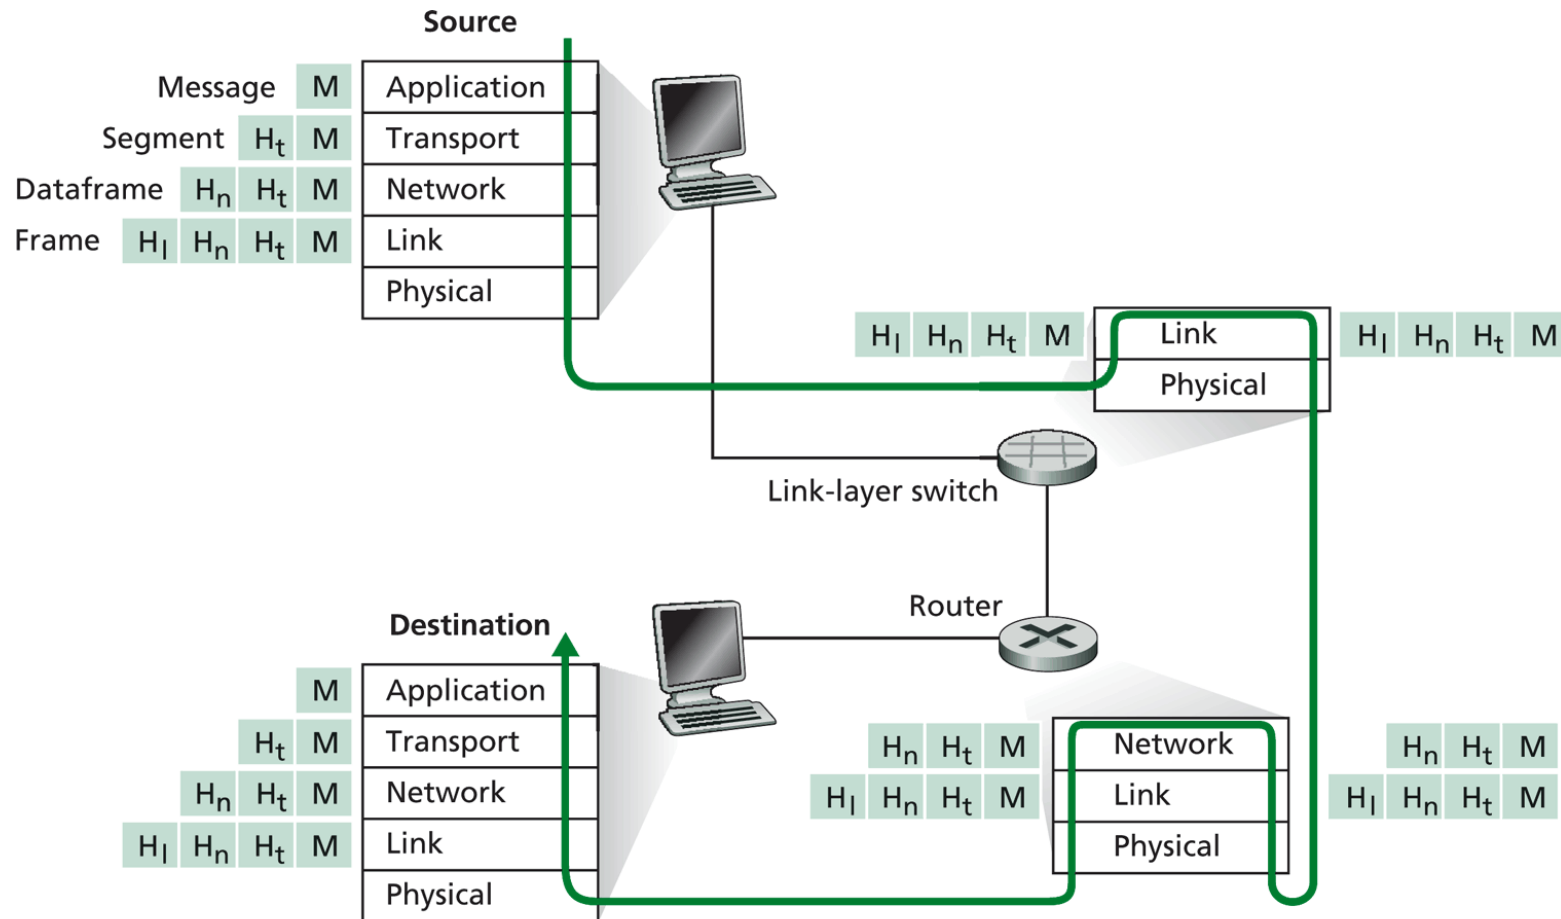 Source
Message M Application
Segment Ht M Transport
Dataframe Hn Ht M Network
Frame Hl Hn Ht M Link
Physical
Hl Hn Ht M Link Hl Hn Ht M
Physical
Link-layer switch
Router
Destination
M Application
Ht M Transport Hn Ht M Network Hn Ht M
Hn Ht M Network Hl Hn Ht M Link Hl Hn Ht M
Hl Hn Ht M Link Physical
Physical